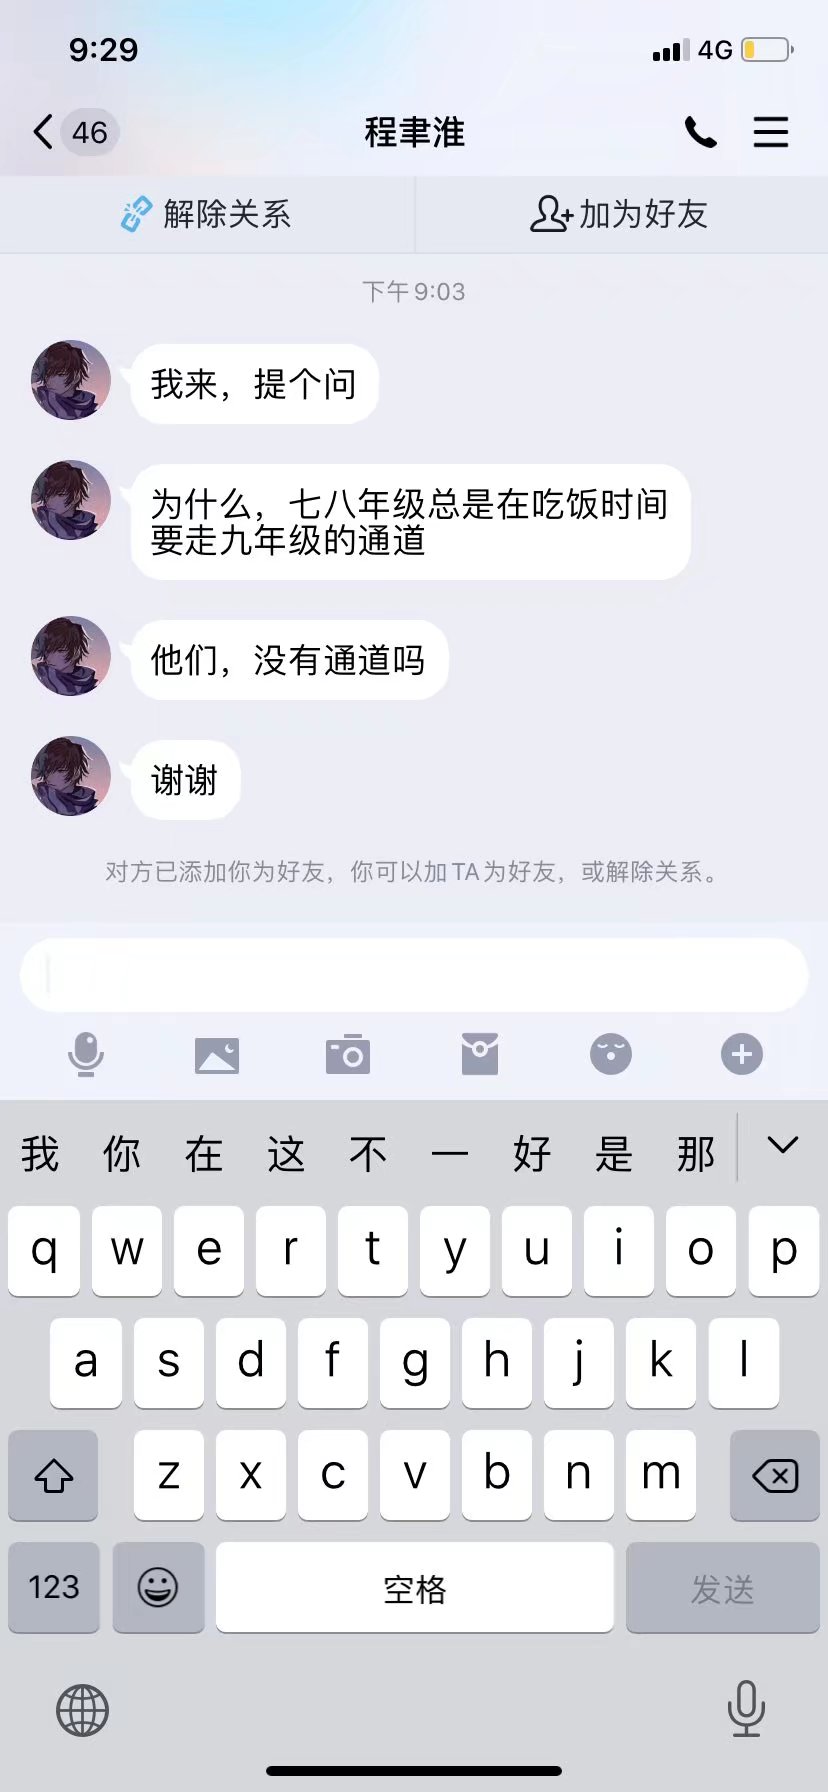 9:29
4G
46
程聿淮
解除关系
加为好友
下午9:03
我来，提个问
为什么，七八年级总是在吃饭时间
要走九年级的通道
他们，没有通道吗
谢谢
对方已添加你为好友，你可以加TA为好友，或解除关系。
我 你 在 这 不 一 好 是 那
q w e r t y u i o p
a s d f g h j k l
z x c v b n m
123 空格 发送